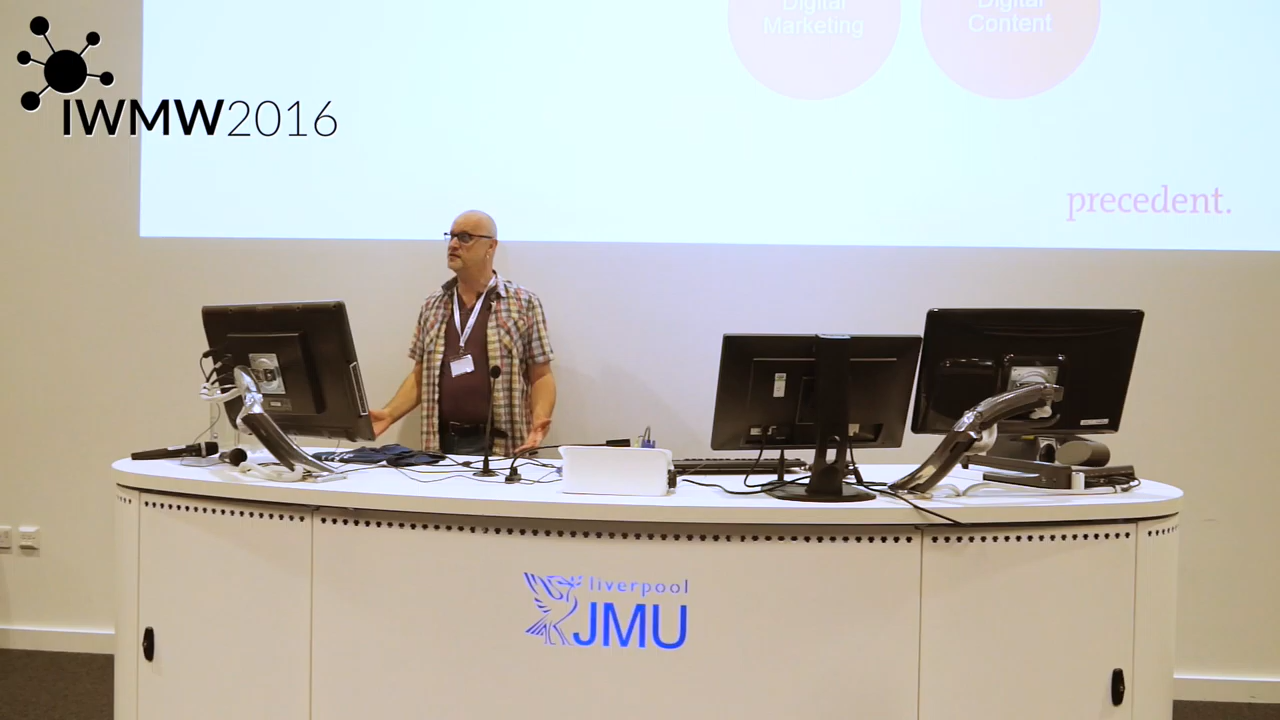 IWMW2016
Digital
Marketing
Digital
Content
precedent.
liverpool
JMU